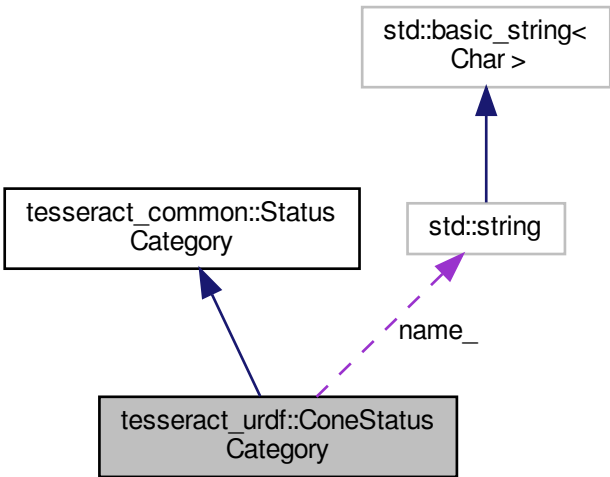 std::basic_string<
Char >
tesseract_common::Status
Category
std::string
name_
tesseract_urdf::ConeStatus
Category